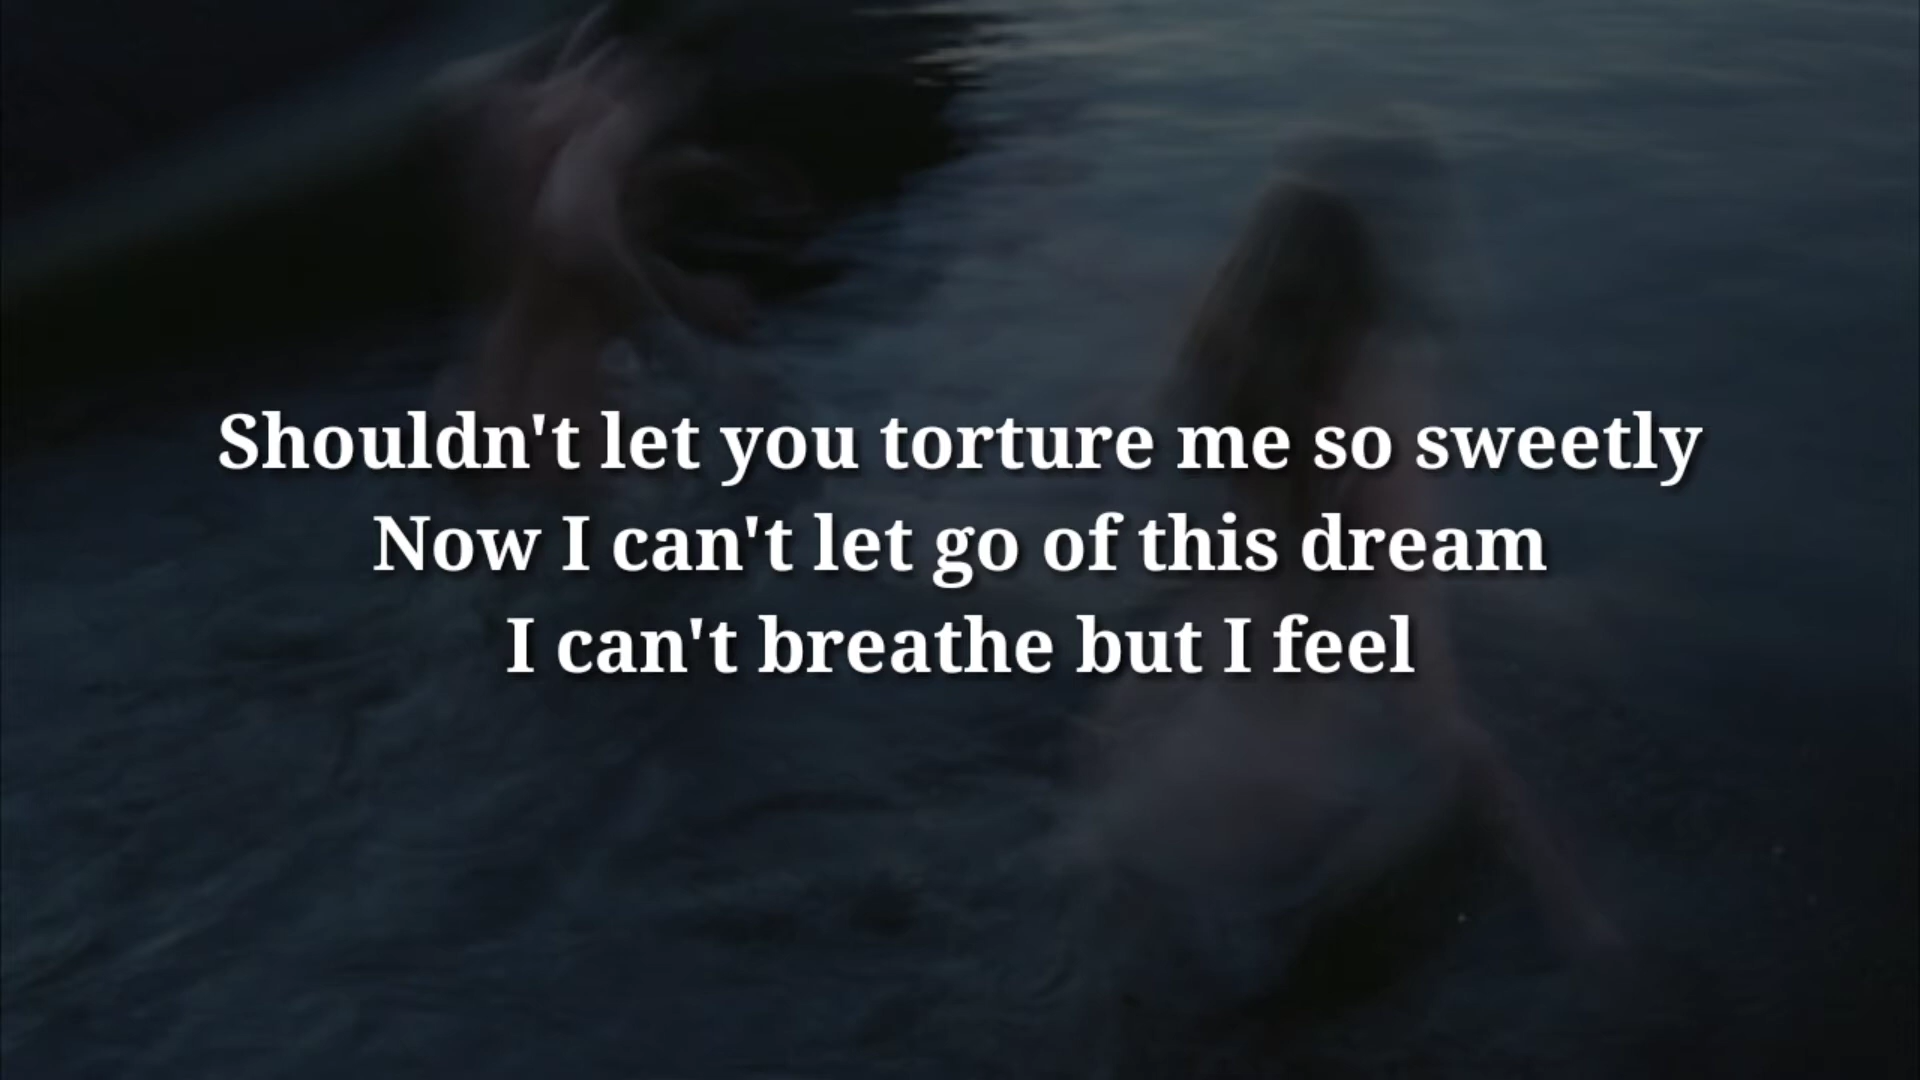 Shouldn't let you torture me so sweetly
Now I can't let go of this dream
I can't breathe but I feel